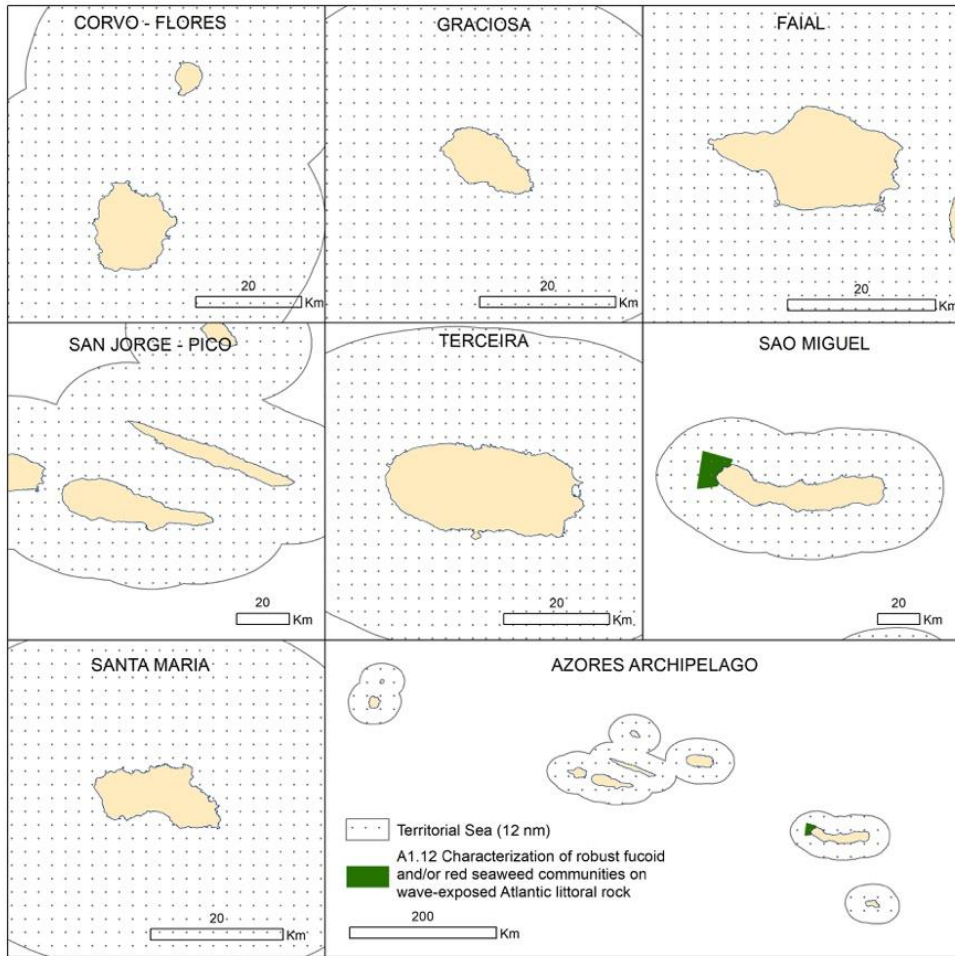 CORVO - FLORES
GRACIOSA
FAIAL
20
Km
20
Km
20
Km
SAN JORGE - PICO
TERCEIRA
SAO MIGUEL
20
Km
20
Km
20
Km
SANTA MARIA
AZORES ARCHIPELAGO
20
Km
Territorial Sea (12 nm)
A1.12 Characterization of robust fucoid
and/or red seaweed communities on
wave-exposed Atlantic littoral rock
200
Km